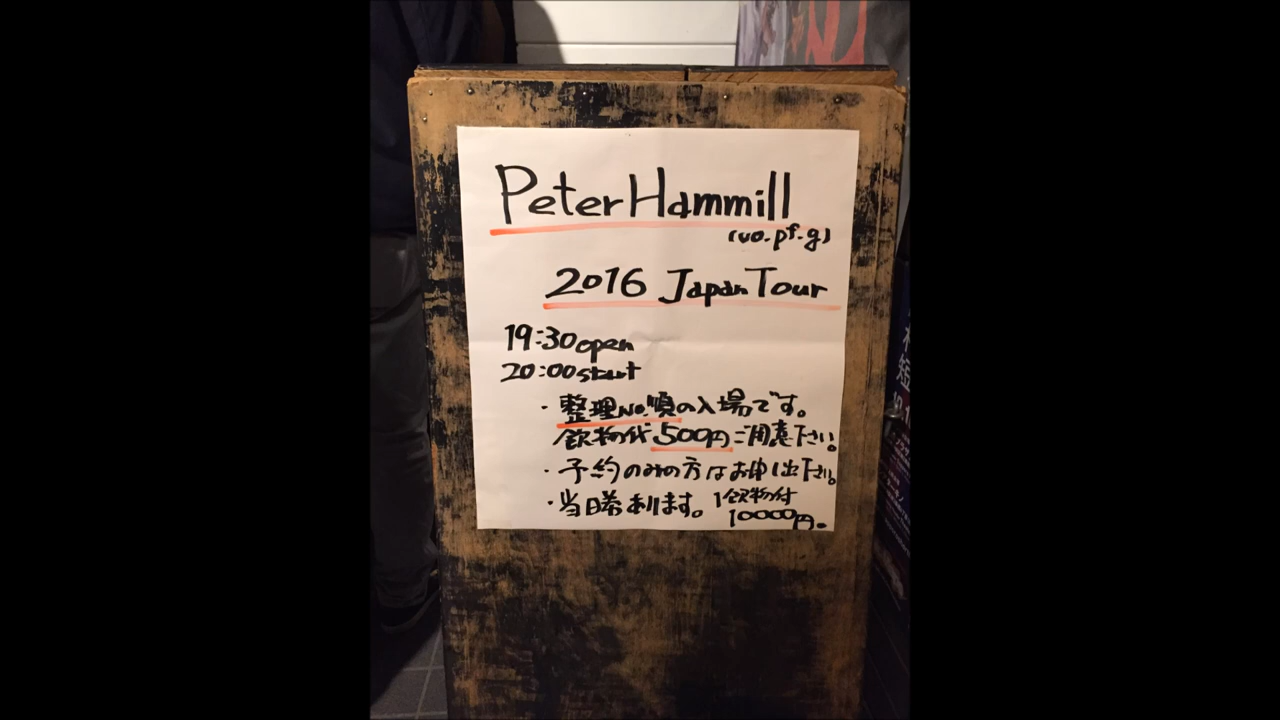 Peter Hammill
(vo.pf.g)
2016 Japan Tour
19:30 open
20:00 start
・整理No.順の入場です。
飲物代500円ご用意下さい。
・予約のみの方はお申し出下さい。
・当日券あります。1飲物付
10000円。
短